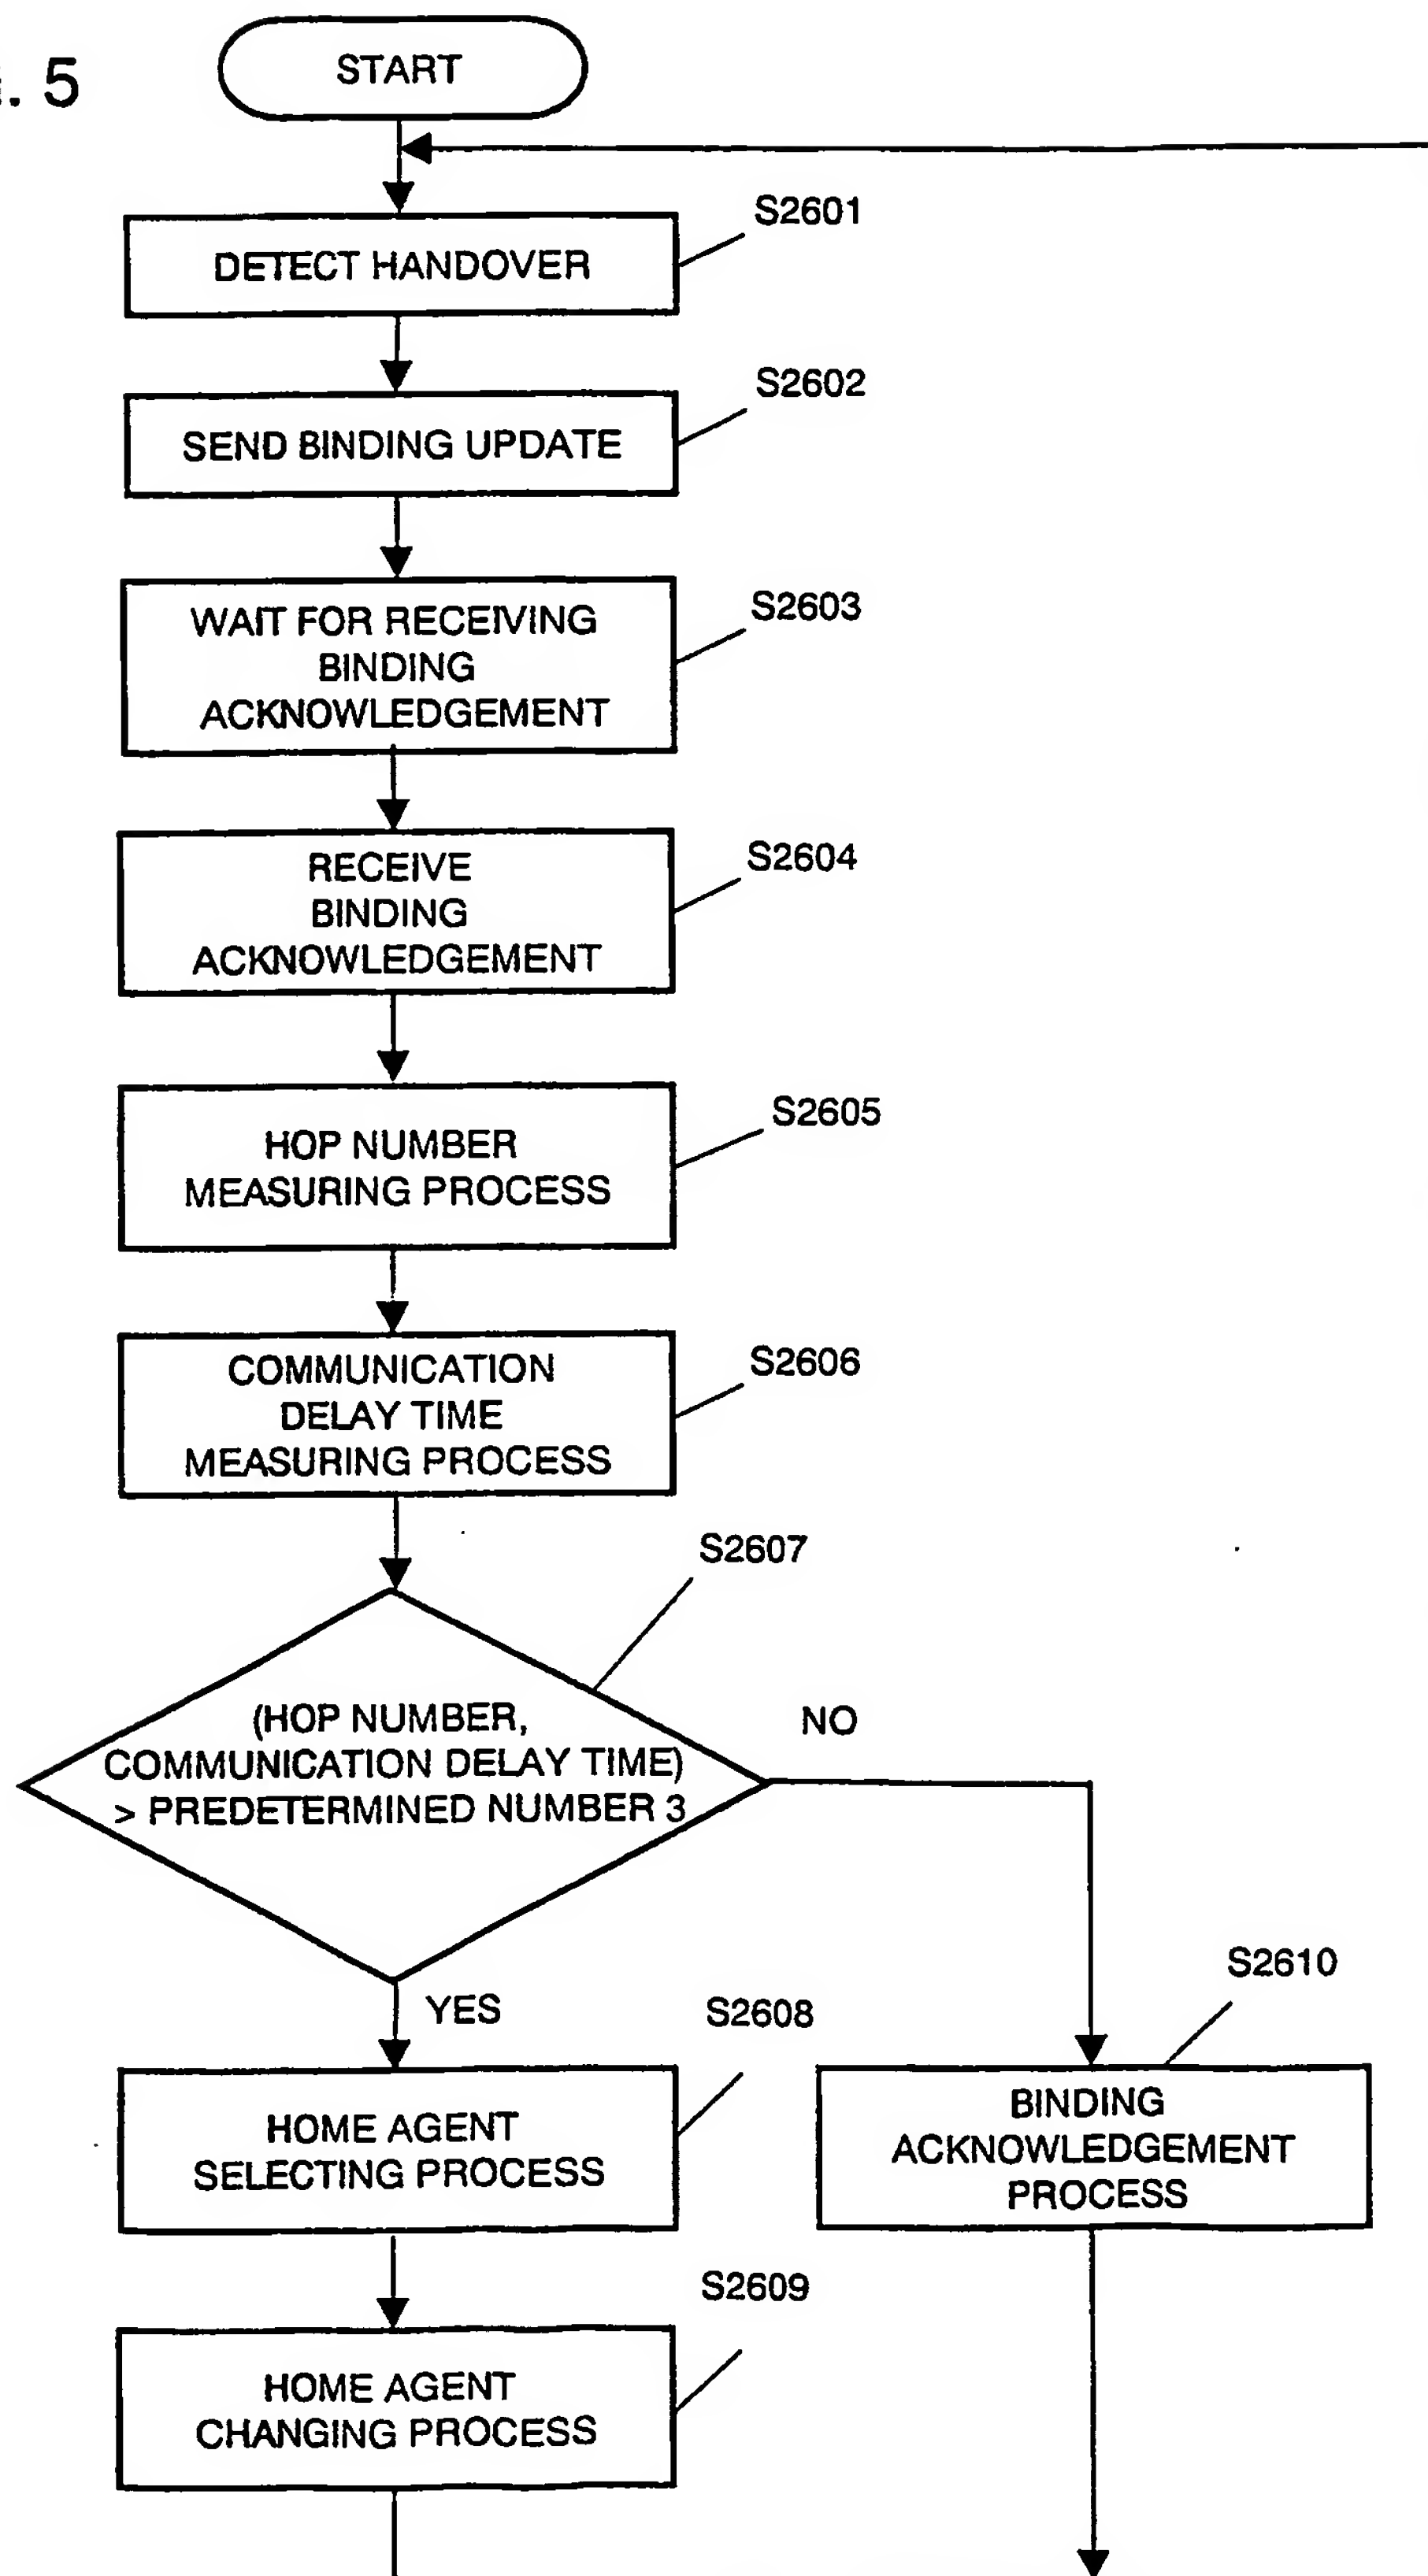 . 5
START
S2601
DETECT HANDOVER
S2602
SEND BINDING UPDATE
S2603
WAIT FOR RECEIVING
BINDING
ACKNOWLEDGEMENT
S2604
RECEIVE
BINDING
ACKNOWLEDGEMENT
S2605
HOP NUMBER
MEASURING PROCESS
S2606
COMMUNICATION
DELAY TIME
MEASURING PROCESS
S2607
(HOP NUMBER,
COMMUNICATION DELAY TIME)
> PREDETERMINED NUMBER 3
NO
YES
S2608
HOME AGENT
SELECTING PROCESS
S2610
BINDING
ACKNOWLEDGEMENT
PROCESS
S2609
HOME AGENT
CHANGING PROCESS